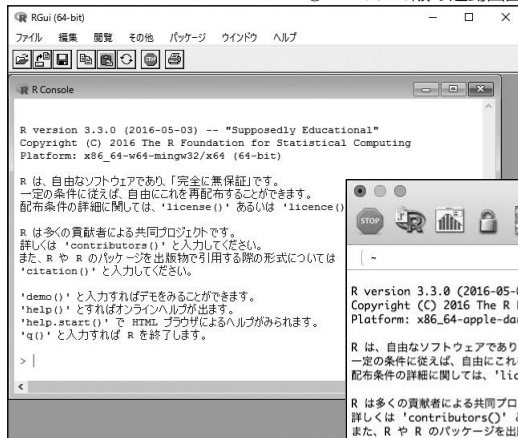 RGui (64-bit)
ファイル 編集 閲覧 その他 パッケージ ウインドウ ヘルプ
R Console
R version 3.3.0 (2016-05-03) -- "Supposedly Educational"
Copyright (C) 2016 The R Foundation for Statistical Computing
Platform: x86_64-w64-mingw32/x64 (64-bit)
R は、自由なソフトウェアであり、「完全に無保証」です。
一定の条件に従えば、自由にこれを再配布することができます。
配布条件の詳細に関しては、'license()' あるいは 'licence()
R は多くの貢献者による共同プロジェクトです。
詳しくは 'contributors()' と入力してください。
また、R や R のパッケージを出版物で引用する際の形式については
'citation()' と入力してください。
'demo()' と入力すればデモをみることができます。
'help()' とすればオンラインヘルプが出ます。
'help.start()' で HTML ブラウザによるヘルプがみられます。
'q()' と入力すれば R を終了します。
>
STOP
~
R version 3.3.0 (2016-05-
Copyright (C) 2016 The R
Platform: x86_64-apple-da
R は、自由なソフトウェアであり
一定の条件に従えば、自由にこれ
配布条件の詳細に関しては、'lic
R は多くの貢献者による共同プロ
詳しくは 'contributors()'
また、R や R のパッケージを出